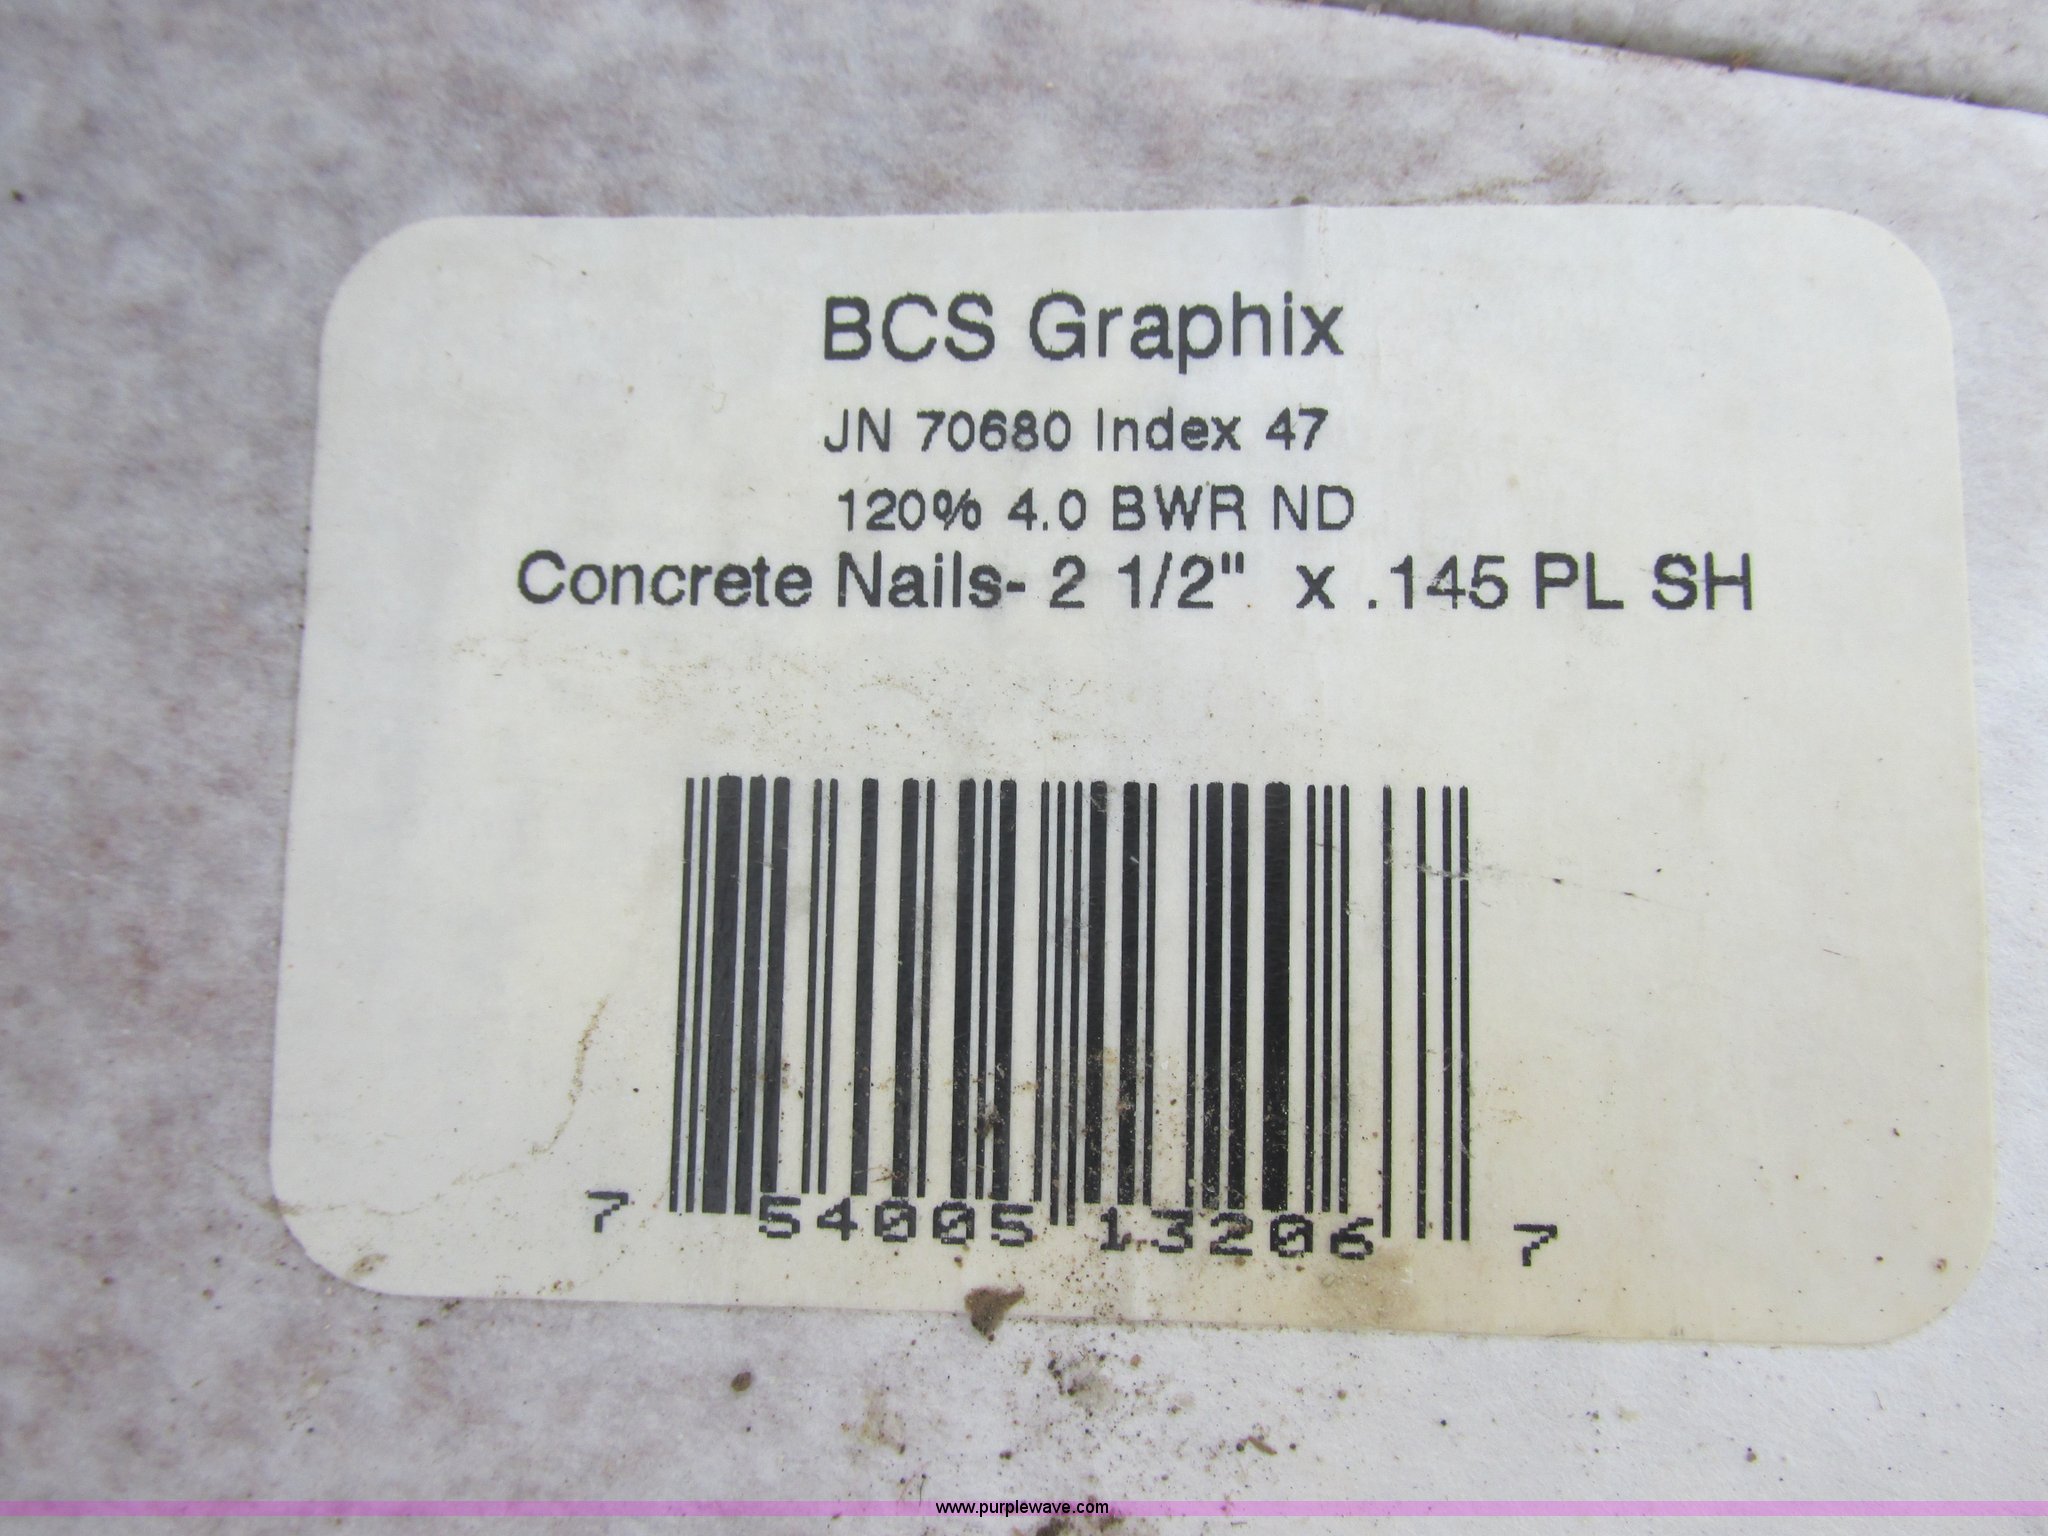 BCS Graphix
JN 70680 Index 47
120% 4.0 BWR ND
Concrete Nails- 2 1/2" x .145 PL SH
7 54005 13206 7
www.purplewave.com